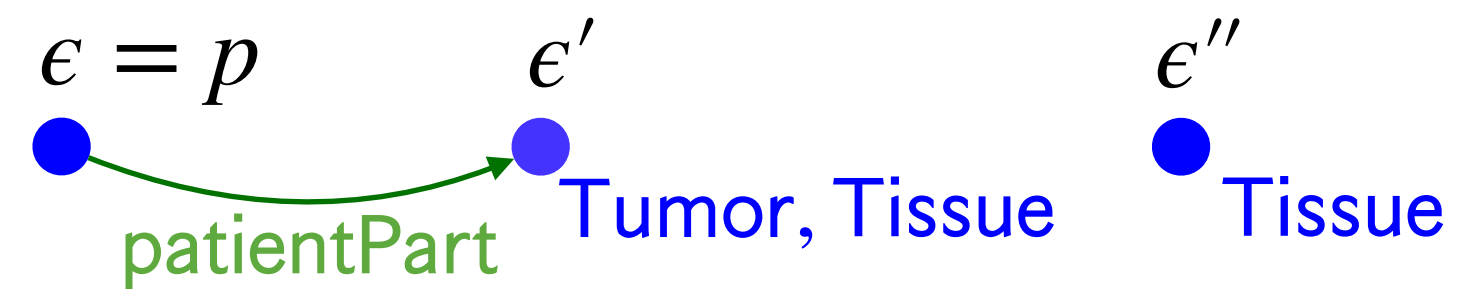 ϵ = p ϵ′ ϵ″
Tumor, Tissue Tissue
patientPart